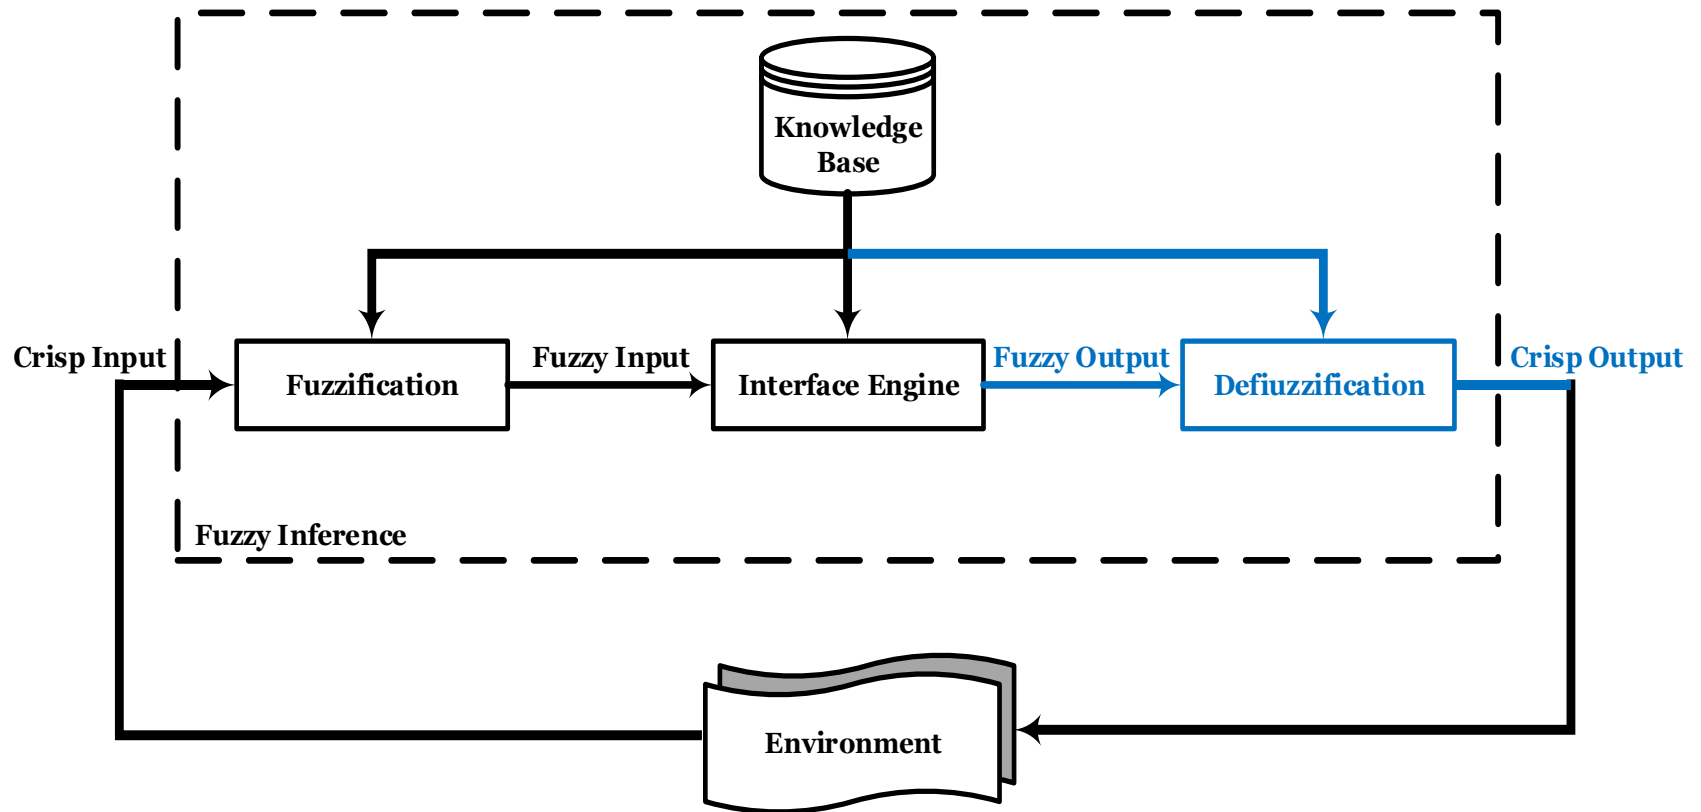 Knowledge
Base
Crisp Input
Fuzzy Input
Fuzzy Output
Crisp Output
Fuzzification
Interface Engine
Defiuzzification
Fuzzy Inference
Environment